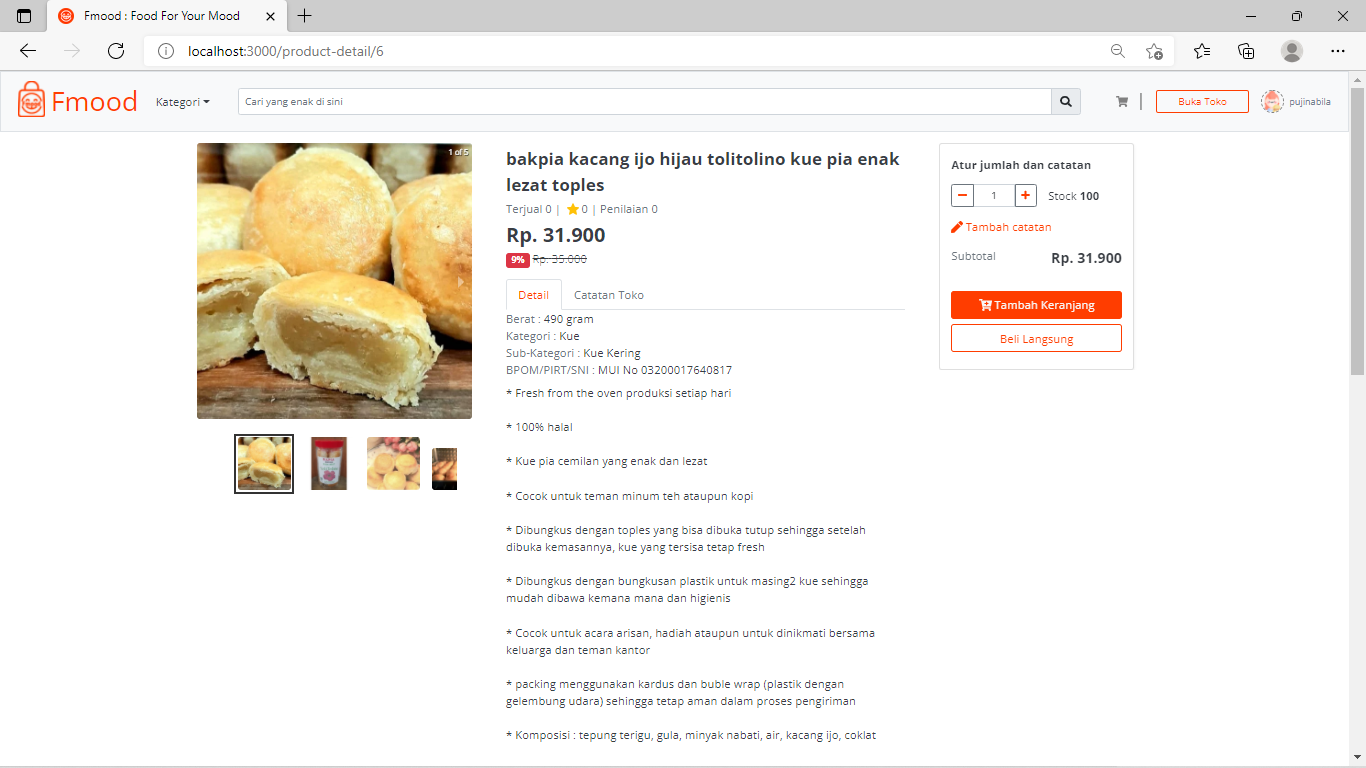 Fmood : Food For Your Mood
localhost:3000/product-detail/6
Fmood
Kategori
Cari yang enak di sini
Buka Toko
pujinabila
1 of 5
bakpia kacang ijo hijau tolitolino kue pia enak
lezat toples
Terjual 0 | 0 | Penilaian 0
Rp. 31.900
9% Rp. 35.000
Detail
Catatan Toko
Berat : 490 gram
Kategori : Kue
Sub-Kategori : Kue Kering
BPOM/PIRT/SNI : MUI No 03200017640817
* Fresh from the oven produksi setiap hari
* 100% halal
* Kue pia cemilan yang enak dan lezat
* Cocok untuk teman minum teh ataupun kopi
* Dibungkus dengan toples yang bisa dibuka tutup sehingga setelah
dibuka kemasannya, kue yang tersisa tetap fresh
* Dibungkus dengan bungkusan plastik untuk masing2 kue sehingga
mudah dibawa kemana mana dan higienis
* Cocok untuk acara arisan, hadiah ataupun untuk dinikmati bersama
keluarga dan teman kantor
* packing menggunakan kardus dan buble wrap (plastik dengan
gelembung udara) sehingga tetap aman dalam proses pengiriman
* Komposisi : tepung terigu, gula, minyak nabati, air, kacang ijo, coklat
Atur jumlah dan catatan
1
Stock 100
Tambah catatan
Subtotal
Rp. 31.900
Tambah Keranjang
Beli Langsung